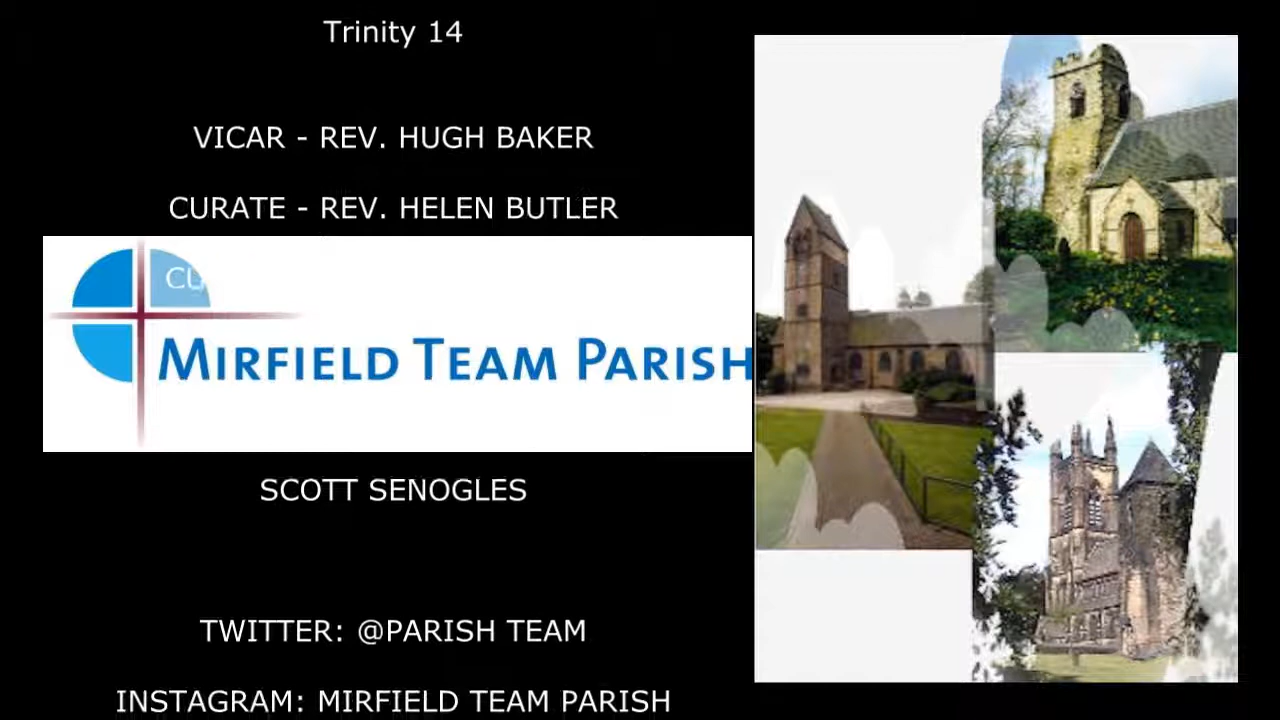 Trinity 14
VICAR - REV. HUGH BAKER
CURATE - REV. HELEN BUTLER
MIRFIELD TEAM PARISH
SCOTT SENOGLES
TWITTER: @PARISH TEAM
INSTAGRAM: MIRFIELD TEAM PARISH